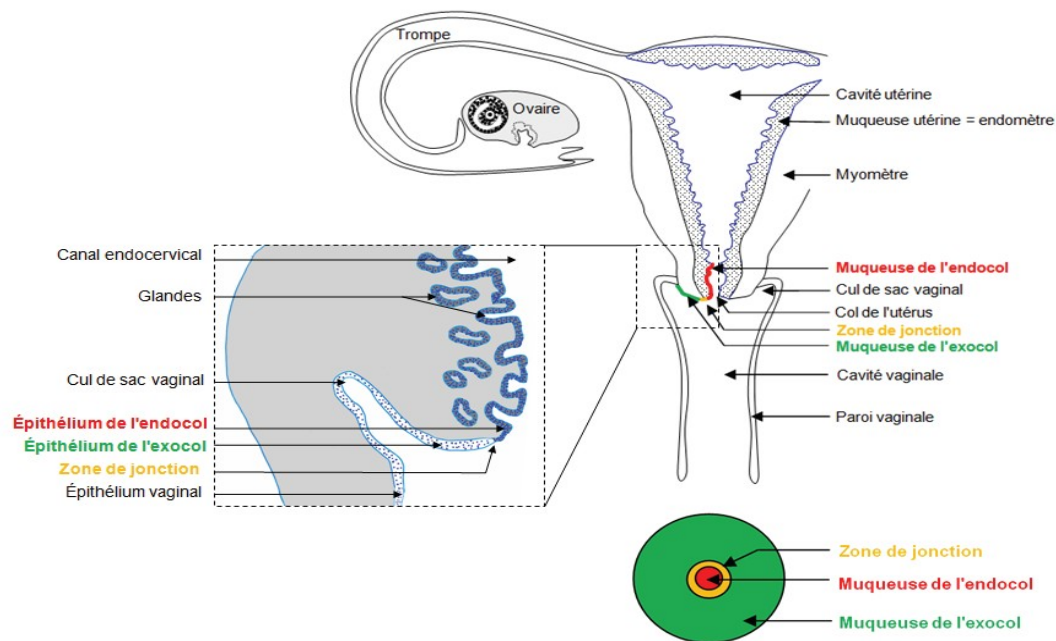 Trompe
Ovaire
Cavité utérine
Muqueuse utérine = endomètre
Myomètre
Muqueuse de l'endocol
Cul de sac vaginal
Col de l'utérus
Zone de jonction
Muqueuse de l'exocol
Cavité vaginale
Paroi vaginale
Canal endocervical
Glandes
Cul de sac vaginal
Épithélium de l'endocol
Épithélium de l'exocol
Zone de jonction
Épithélium vaginal
Zone de jonction
Muqueuse de l'endocol
Muqueuse de l'exocol